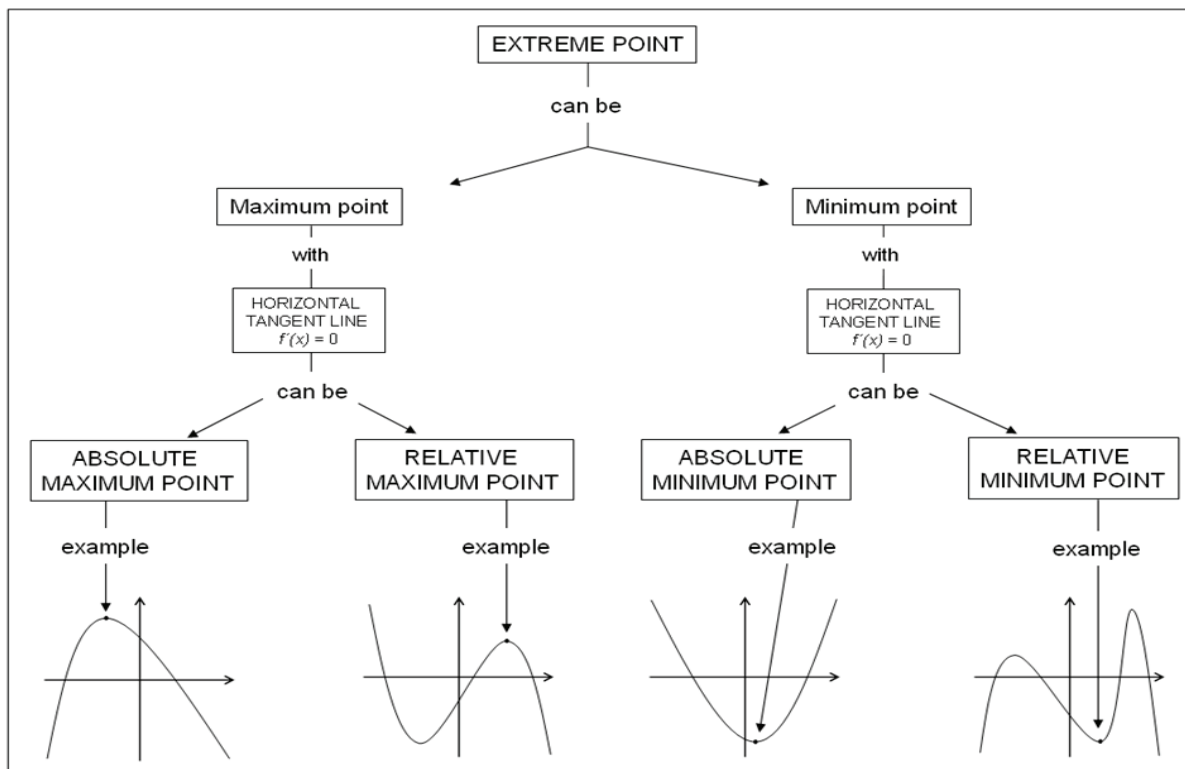 EXTREME POINT
can be
Maximum point
Minimum point
with
with
HORIZONTAL
TANGENT LINE
f´(x) = 0
HORIZONTAL
TANGENT LINE
f´(x) = 0
can be
can be
ABSOLUTE
MAXIMUM POINT
RELATIVE
MAXIMUM POINT
ABSOLUTE
MINIMUM POINT
RELATIVE
MINIMUM POINT
example
example
example
example